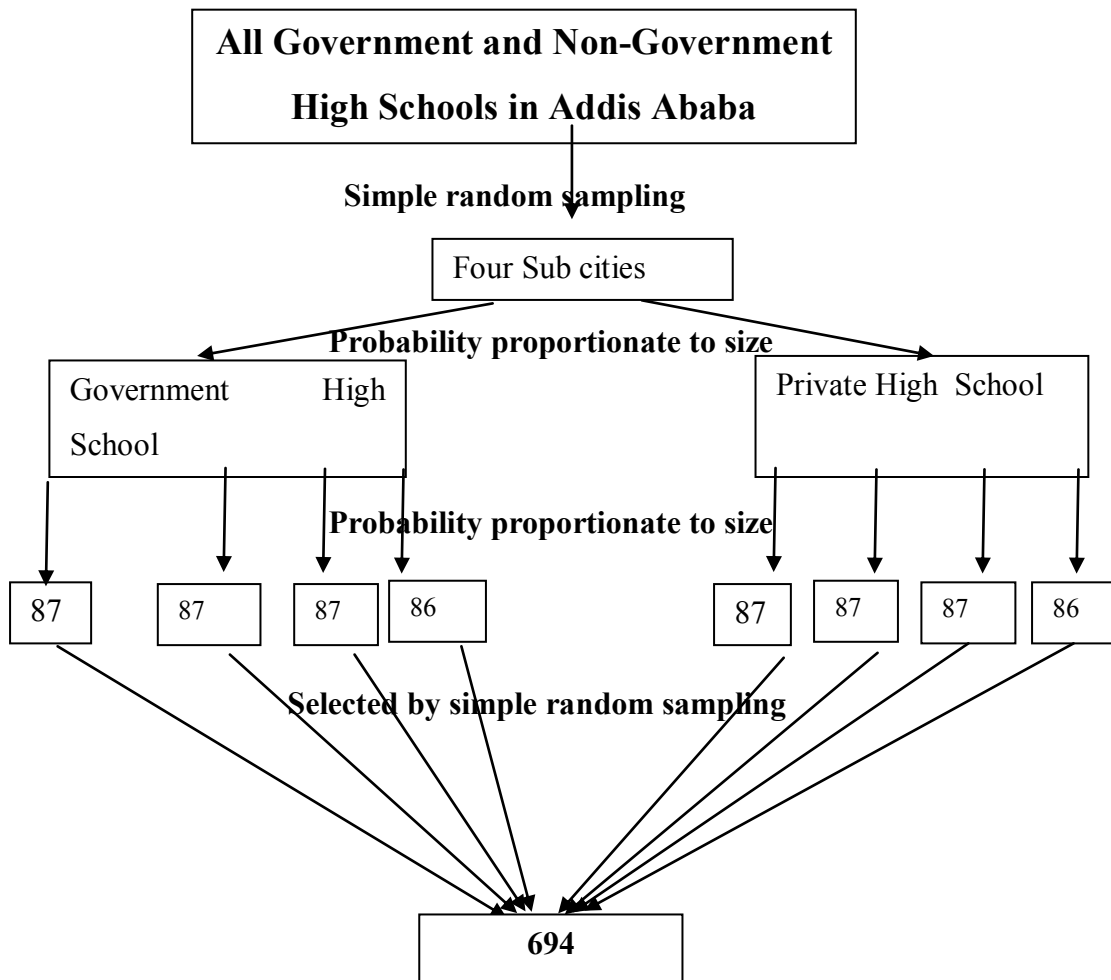 All Government and Non-Government
High Schools in Addis Ababa
Simple random sampling
Four Sub cities
Probability proportionate to size
Government High
School
Private High School
Probability proportionate to size
87
87
87
86
87
87
87
86
Selected by simple random sampling
694